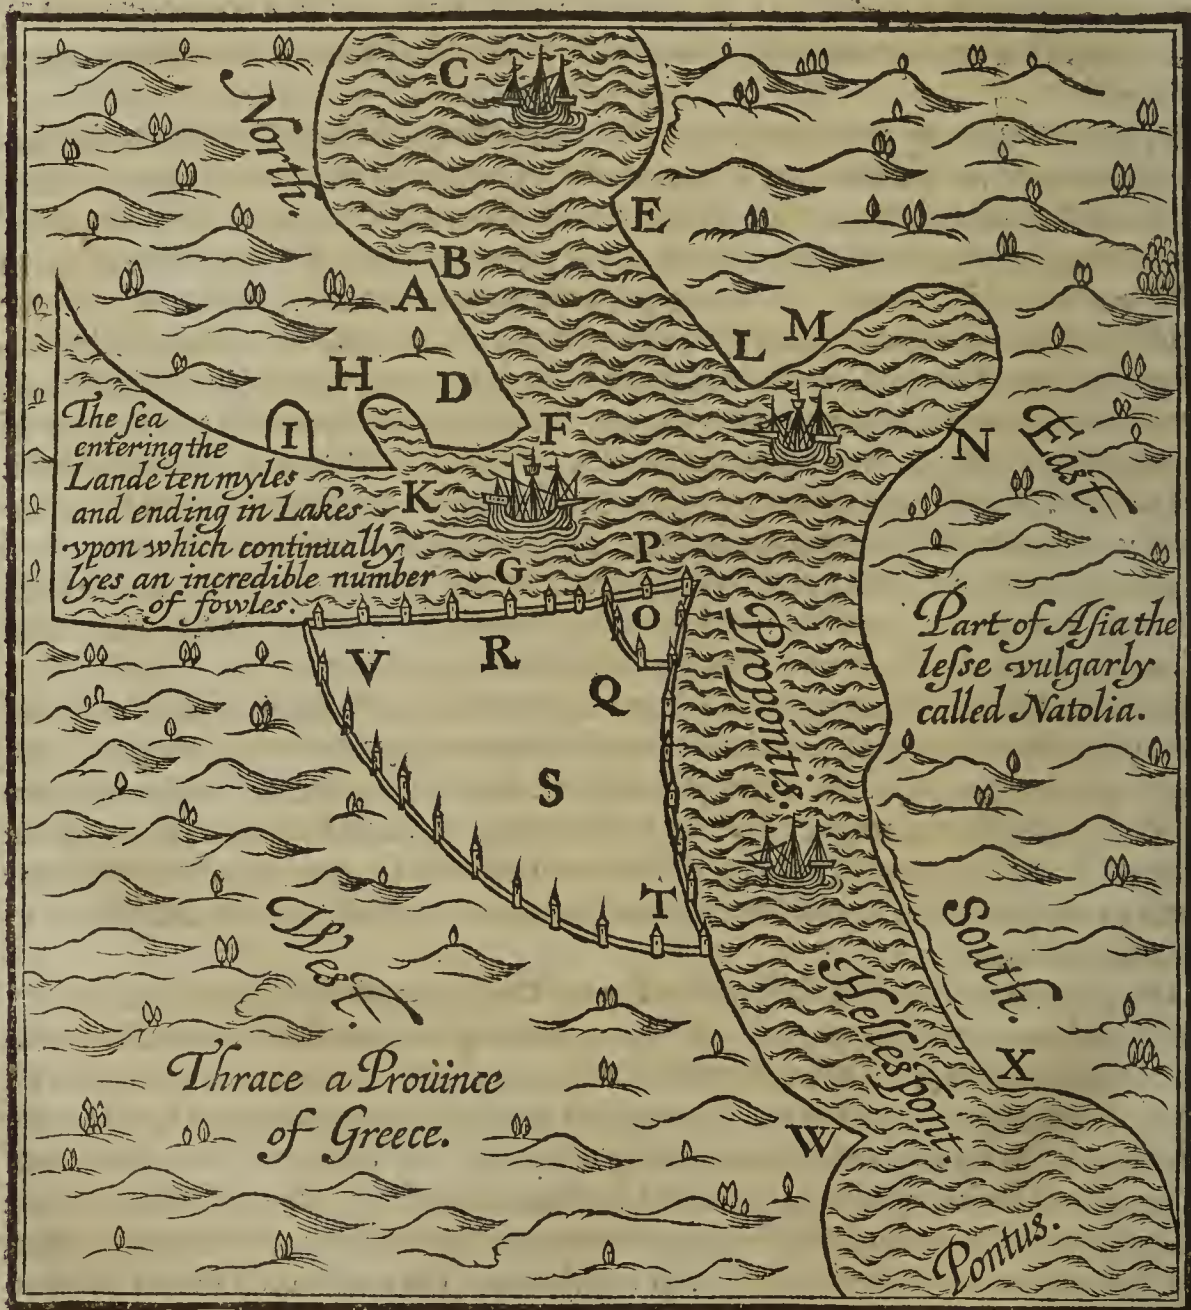 C
North.
E
B
A
L
M
H
D
The sea
entering the
Lande ten myles
and ending in Lakes
vpon which continually
lyes an incredible number
of fowles.
I
F
K
N
East.
G
P
O
R
V
Q
Propontis.
Part of Asia the
lesse vulgarly
called Natolia.
S
T
West.
South.
Hellespont.
X
Thrace a Prouince
of Greece.
W
Pontus.